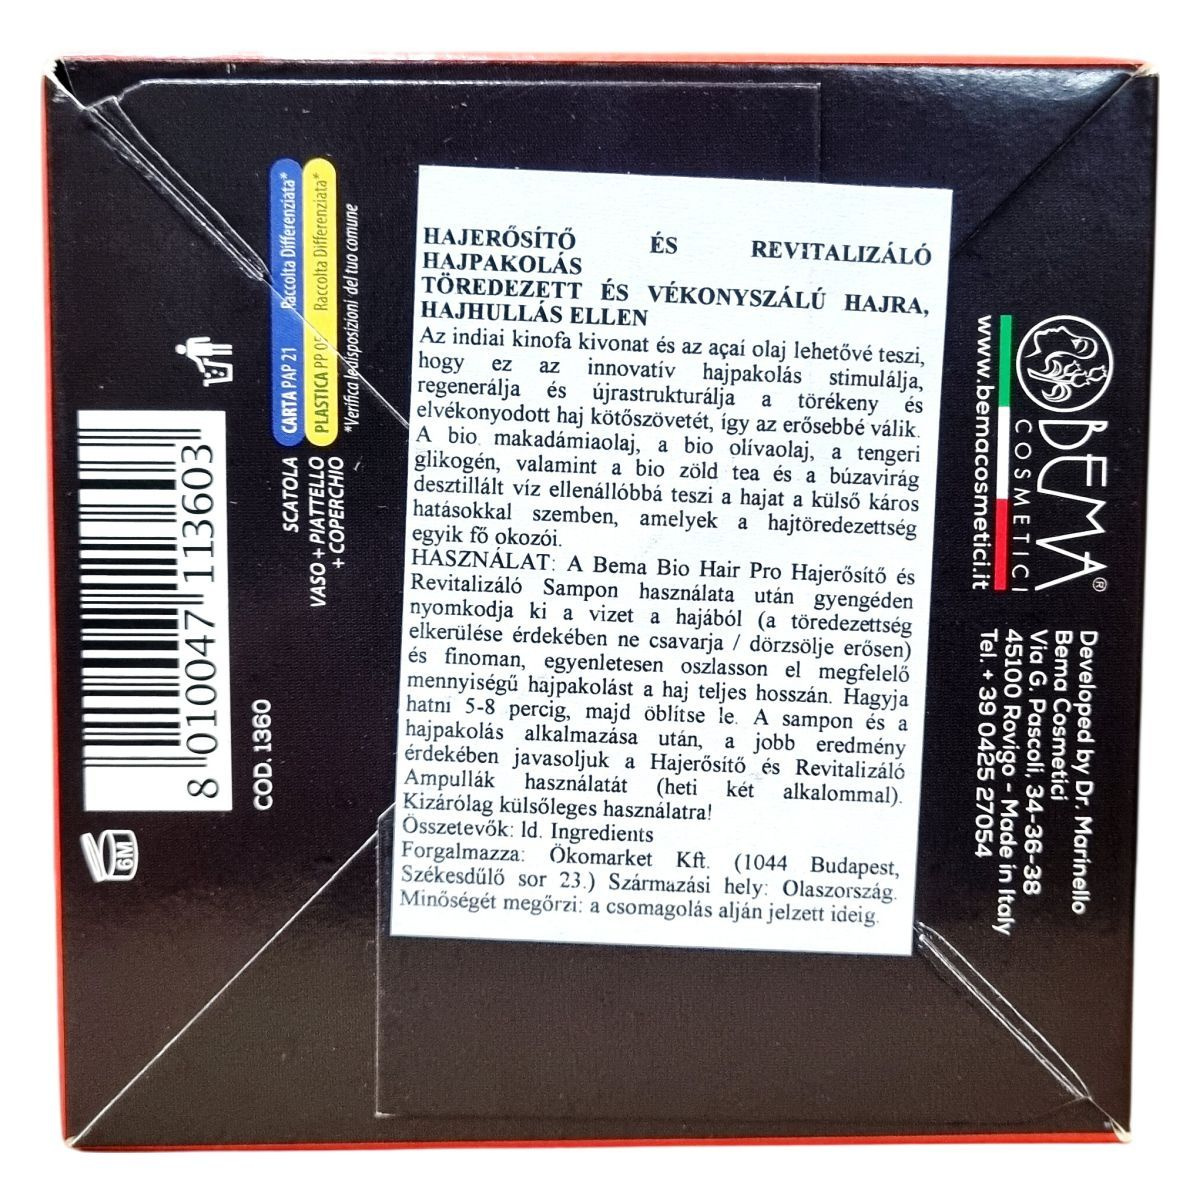 HAJERŐSÍTŐ ÉS REVITALIZÁLÓ
HAJPAKOLÁS
TÖREDEZETT ÉS VÉKONYSZÁLÚ HAJRA,
HAJHULLÁS ELLEN
Az indiai kinofa kivonat és az açaí olaj lehetővé teszi,
hogy ez az innovatív hajpakolás stimulálja,
regenerálja és újrastrukturálja a törékeny és
elvékonyodott haj kötőszövetét, így az erősebbé válik.
A bio makadámiaolaj, a bio olívaolaj, a tengeri
glikogén, valamint a bio zöld tea és a búzavirág
desztillált víz ellenállóbbá teszi a hajat a külső káros
hatásokkal szemben, amelyek a hajtöredezettség
egyik fő okozói.
HASZNÁLAT: A Bema Bio Hair Pro Hajerősítő és
Revitalizáló Sampon használata után gyengéden
nyomkodja ki a vizet a hajából (a töredezettség
elkerülése érdekében ne csavarja / dörzsölje erősen)
és finoman, egyenletesen oszlasson el megfelelő
mennyiségű hajpakolást a haj teljes hosszán. Hagyja
hatni 5-8 percig, majd öblítse le. A sampon és a
hajpakolás alkalmazása után, a jobb eredmény
érdekében javasoljuk a Hajerősítő és Revitalizáló
Ampullák használatát (heti két alkalommal).
Kizárólag külsőleges használatra!
Összetevők: ld. Ingredients
Forgalmazza: Ökomarket Kft. (1044 Budapest,
Székesdűlő sor 23.) Származási hely: Olaszország.
Minőségét megőrzi: a csomagolás alján jelzett ideig.
BEMA®
COSMETICI
www.bemacosmetici.it
Developed by Dr. Marinello
Bema Cosmetici
Via G. Pascoli, 34-36-38
45100 Rovigo - Made in Italy
Tel. + 39 0425 27054
SCATOLA CARTA PAP 21 Raccolta Differenziata*
VASO + PIATTELLO PLASTICA PP 05 Raccolta Differenziata*
+ COPERCHIO
*Verifica le disposizioni del tuo comune
8 010047 113603
COD. 1360
6M